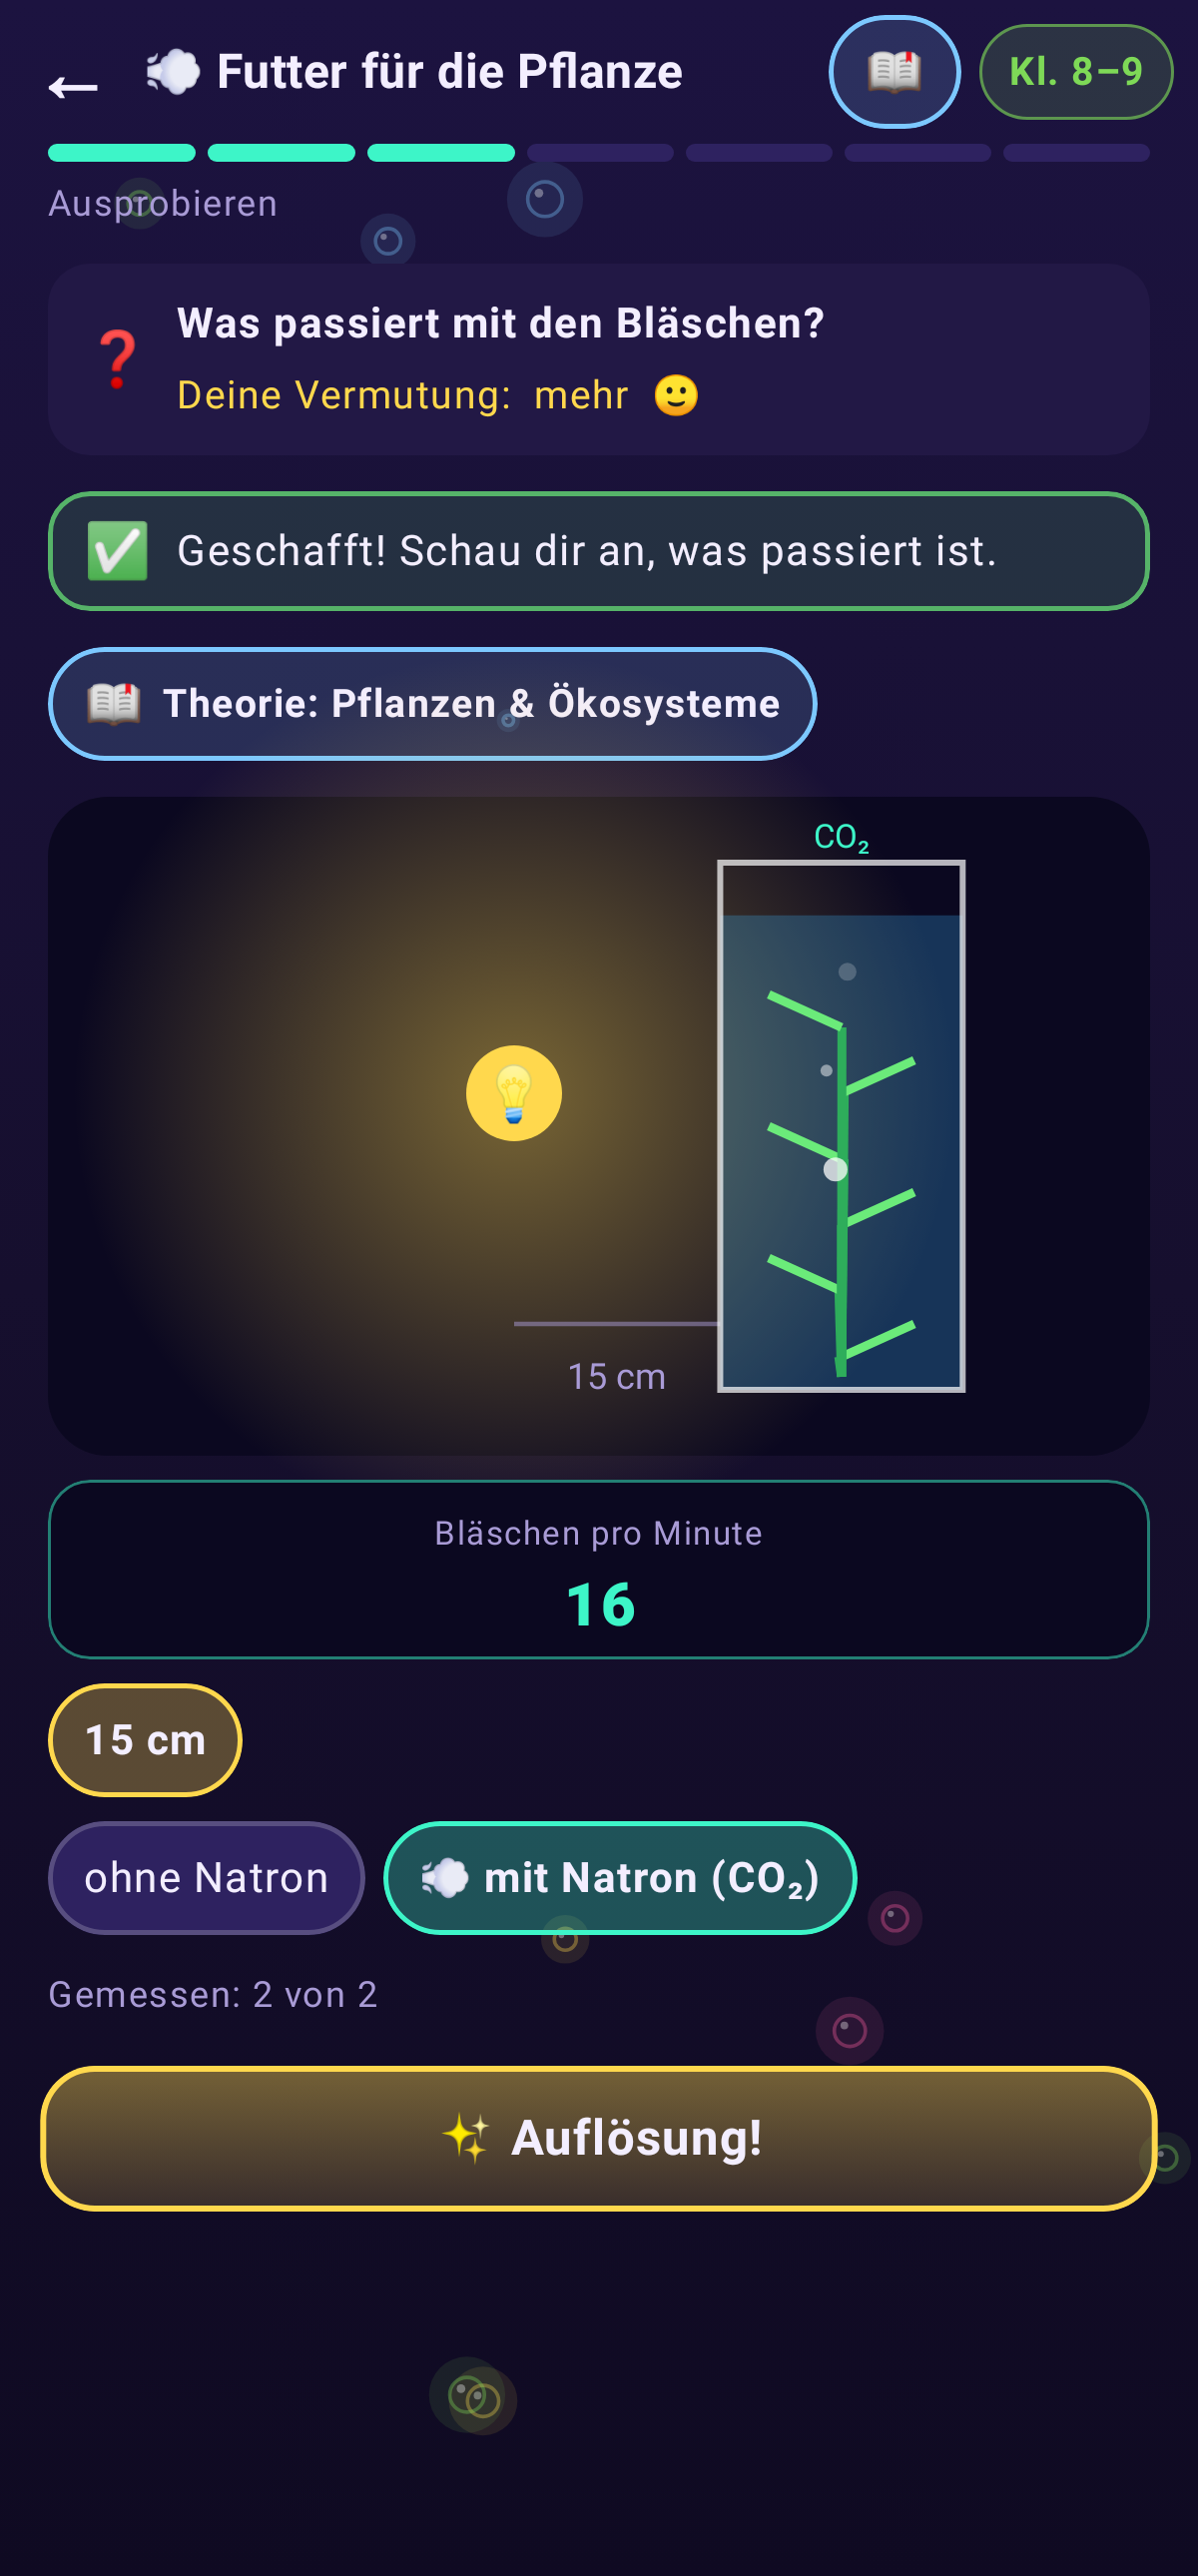 Futter für die Pflanze
Kl. 8–9
Ausprobieren
Was passiert mit den Bläschen?
Deine Vermutung: mehr
Geschafft! Schau dir an, was passiert ist.
Theorie: Pflanzen & Ökosysteme
CO₂
15 cm
Bläschen pro Minute
16
15 cm
ohne Natron
mit Natron (CO₂)
Gemessen: 2 von 2
Auflösung!